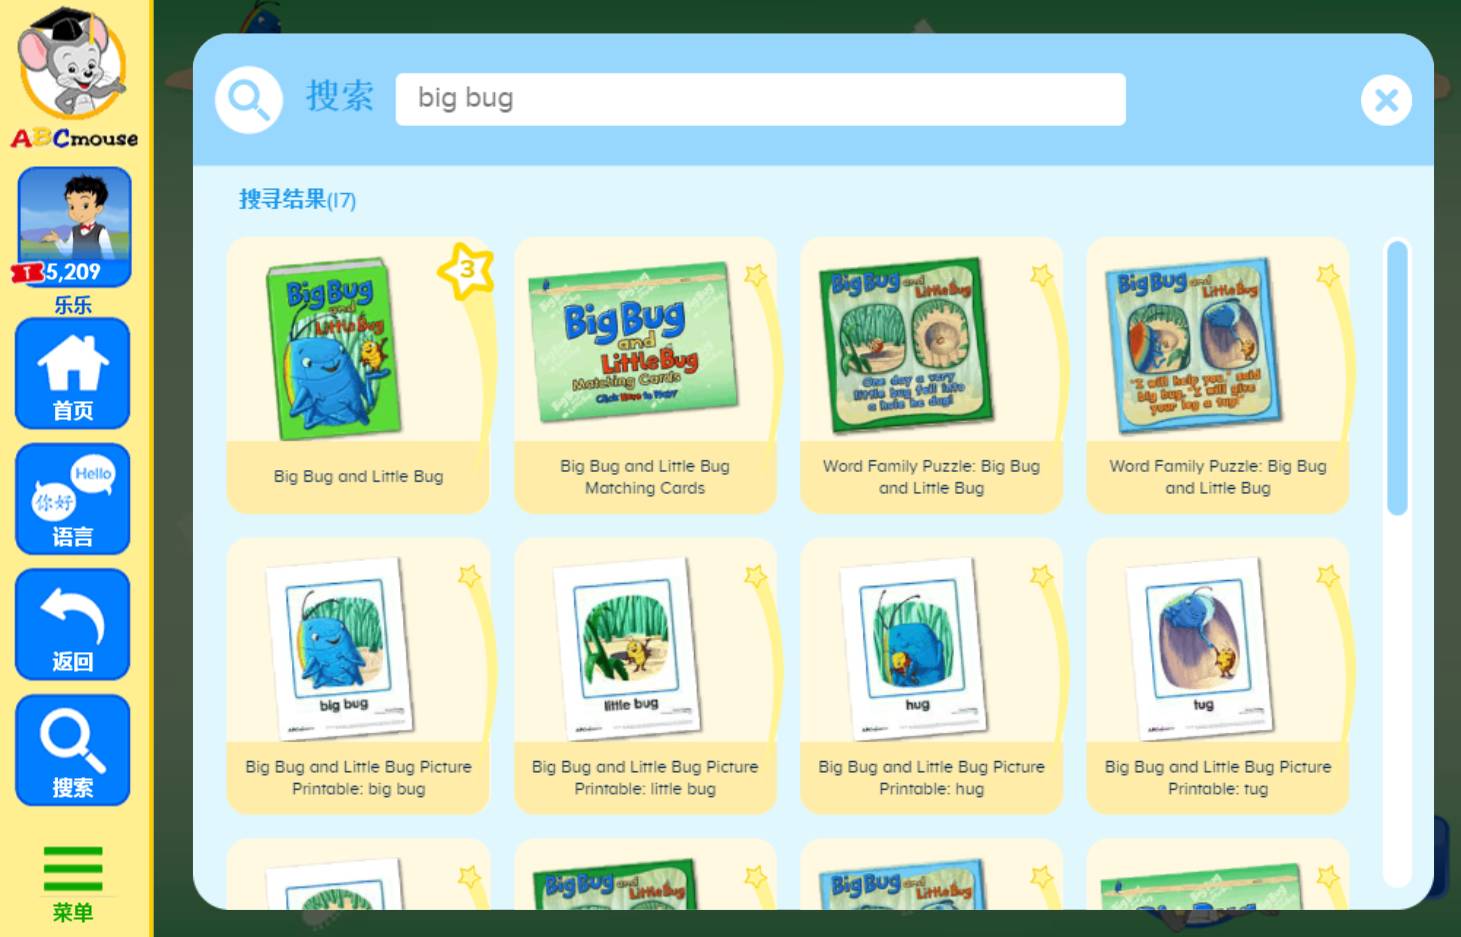 ABCmouse
T 5,209
乐乐
首页
Hello
你好
语言
返回
搜索
菜单
搜索
big bug
搜寻结果(17)
3
Big Bug
and
Little Bug
Big Bug and Little Bug
Big Bug
and
Little Bug
Matching Cards
Click Here to Play!
Big Bug and Little Bug
Matching Cards
Big Bug and Little Bug
One day a very
little bug fell into
a hole he dug!
Word Family Puzzle: Big Bug
and Little Bug
Big Bug and Little Bug
"I will help you," said
big bug. "I will give
your leg a tug!"
Word Family Puzzle: Big Bug
and Little Bug
big bug
Big Bug and Little Bug Picture
Printable: big bug
little bug
Big Bug and Little Bug Picture
Printable: little bug
hug
Big Bug and Little Bug Picture
Printable: hug
tug
Big Bug and Little Bug Picture
Printable: tug
Big Bug and Little Bug
Big Bug and Little Bug